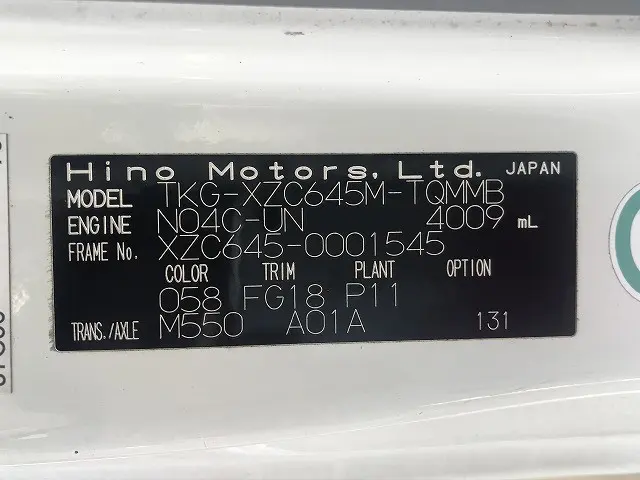 Hino Motors, Ltd. JAPAN
MODEL TKG-XZC645M-TQMMB
ENGINE N04C-UN 4009 mL
FRAME No. XZC645-0001545
COLOR TRIM PLANT OPTION
058 FG18 P11
TRANS./AXLE M550 A01A 131